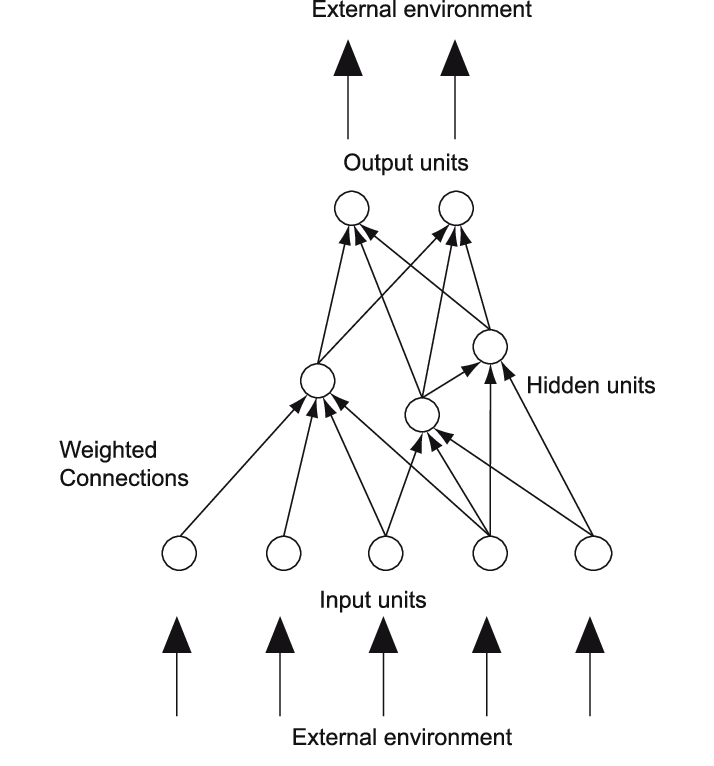 External environment
Output units
Hidden units
Weighted
Connections
Input units
External environment